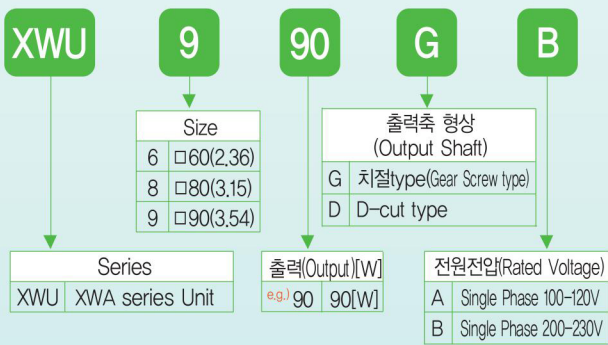 XWU 9 90 G B
Size
6 □60(2.36)
8 □80(3.15)
9 □90(3.54)
출력축 형상
(Output Shaft)
G 치절type(Gear Screw type)
D D-cut type
Series
XWU XWA series Unit
출력(Output)[W]
e.g.) 90 90[W]
전원전압(Rated Voltage)
A Single Phase 100-120V
B Single Phase 200-230V